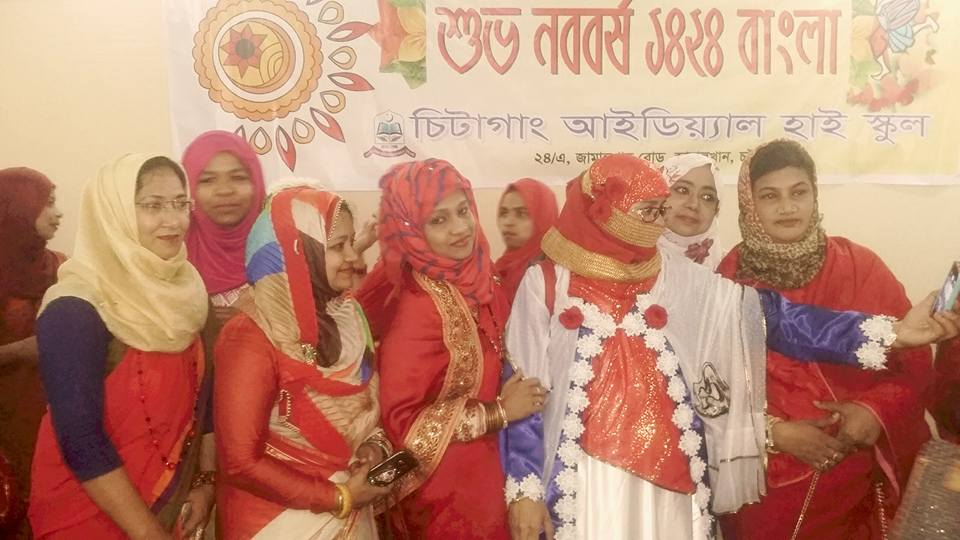 শুভ নববর্ষ ১৪২৪ বাংলা
চিটাগাং আইডিয়্যাল হাই স্কুল
২৪/এ,